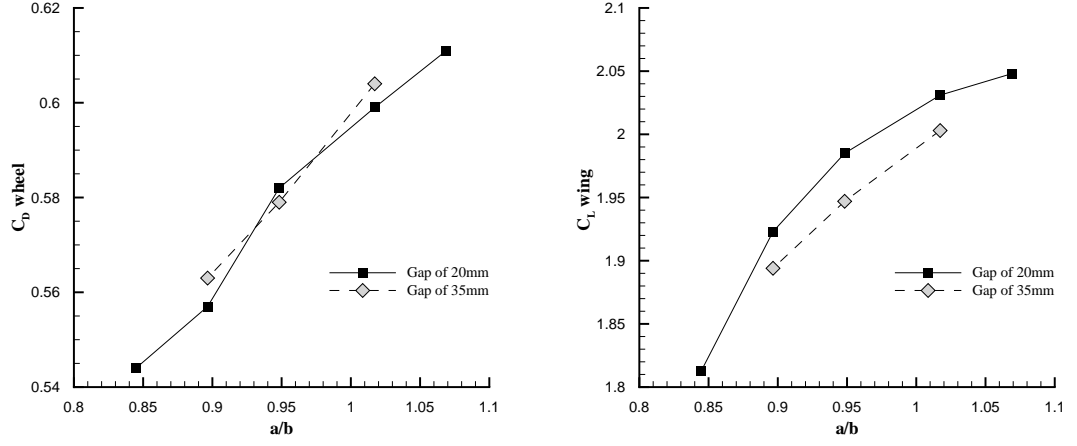 0.62
0.6
0.58
0.56
0.54
C_D wheel
0.8 0.85 0.9 0.95 1 1.05 1.1
a/b
Gap of 20mm
Gap of 35mm
2.1
2.05
2
1.95
1.9
1.85
1.8
C_L wing
0.8 0.85 0.9 0.95 1 1.05 1.1
a/b
Gap of 20mm
Gap of 35mm